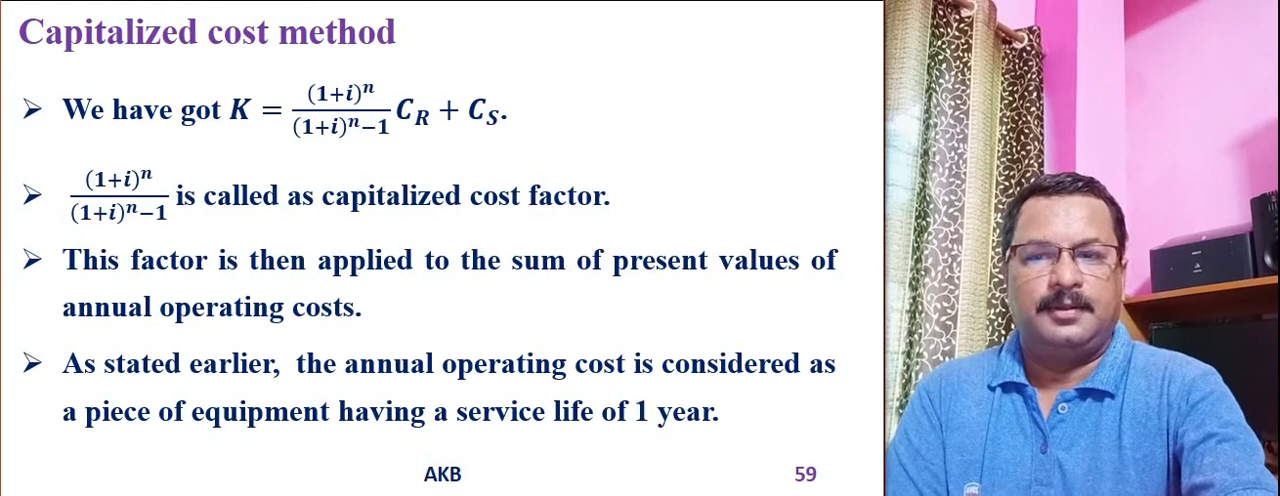 Capitalized cost method
➢ We have got K = (1+i)^n / ((1+i)^n−1) C_R + C_S.
➢ (1+i)^n / ((1+i)^n−1) is called as capitalized cost factor.
➢ This factor is then applied to the sum of present values of
annual operating costs.
➢ As stated earlier, the annual operating cost is considered as
a piece of equipment having a service life of 1 year.
AKB 59